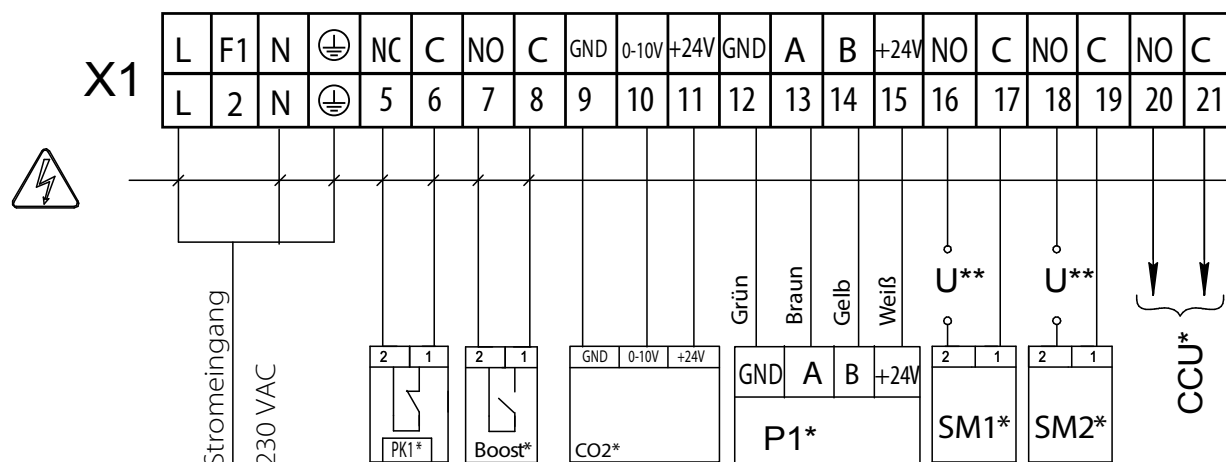 X1
L F1 N NC C NO C GND 0-10V +24V GND A B +24V NO C NO C NO C
L 2 N 5 6 7 8 9 10 11 12 13 14 15 16 17 18 19 20 21
Stromeingang
230 VAC
Grün
Braun
Gelb
Weiß
U**
U**
CCU*
2 1
PK1*
2 1
Boost*
GND 0-10V +24V
CO2*
GND A B +24V
P1*
2 1
SM1*
2 1
SM2*